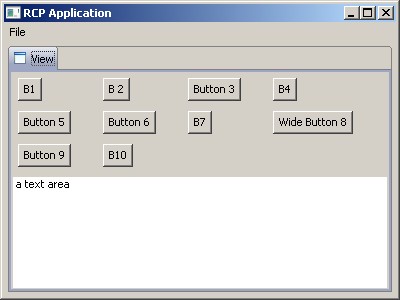 RCP Application
File
View
B1 B 2 Button 3 B4
Button 5 Button 6 B7 Wide Button 8
Button 9 B10
a text area